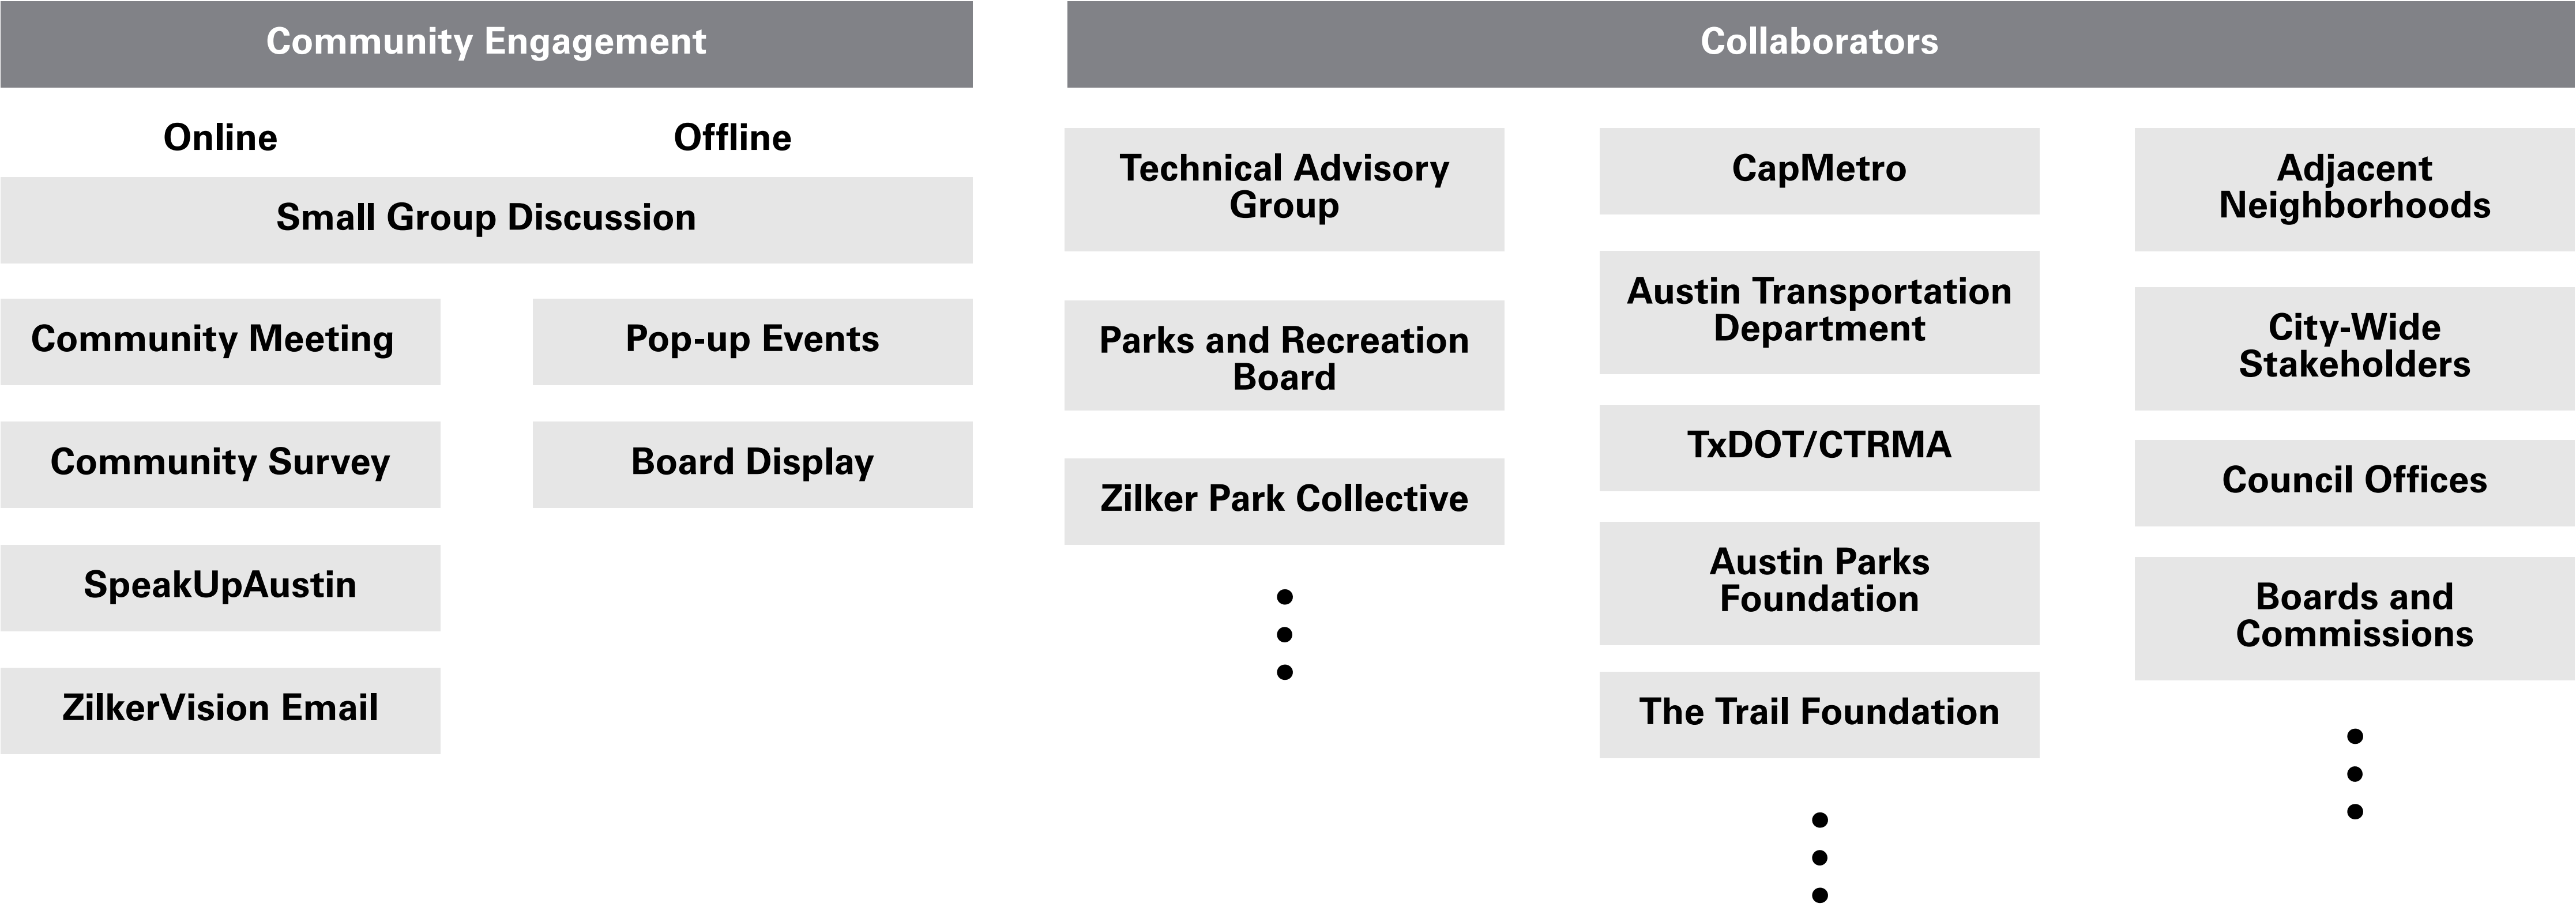 Community Engagement
Online
Offline
Small Group Discussion
Community Meeting
Pop-up Events
Community Survey
Board Display
SpeakUpAustin
ZilkerVision Email
Collaborators
Technical Advisory
Group
Parks and Recreation
Board
Zilker Park Collective
CapMetro
Austin Transportation
Department
TxDOT/CTRMA
Austin Parks
Foundation
The Trail Foundation
Adjacent
Neighborhoods
City-Wide
Stakeholders
Council Offices
Boards and
Commissions